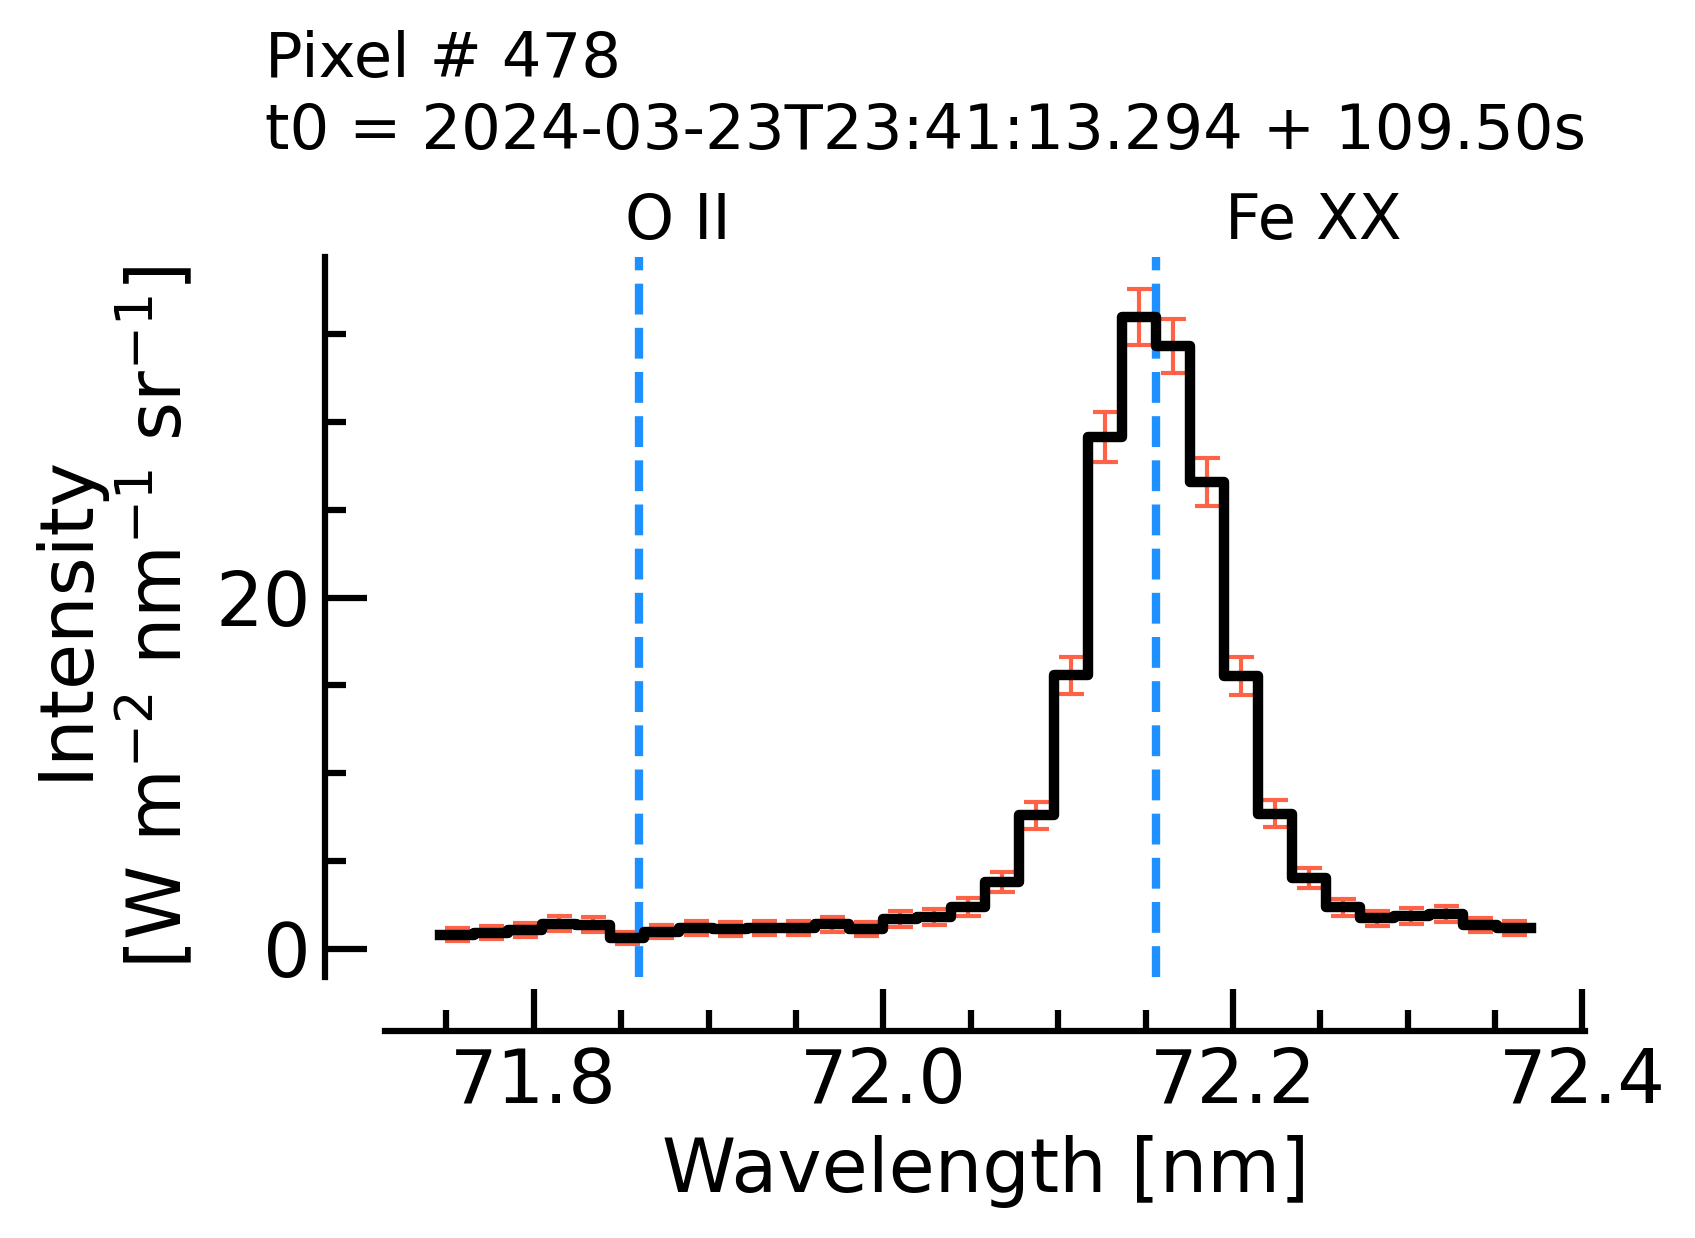 Pixel # 478
t0 = 2024-03-23T23:41:13.294 + 109.50s
O II
Fe XX
Intensity
[W m⁻² nm⁻¹ sr⁻¹]
20
0
71.8
72.0
72.2
72.4
Wavelength [nm]